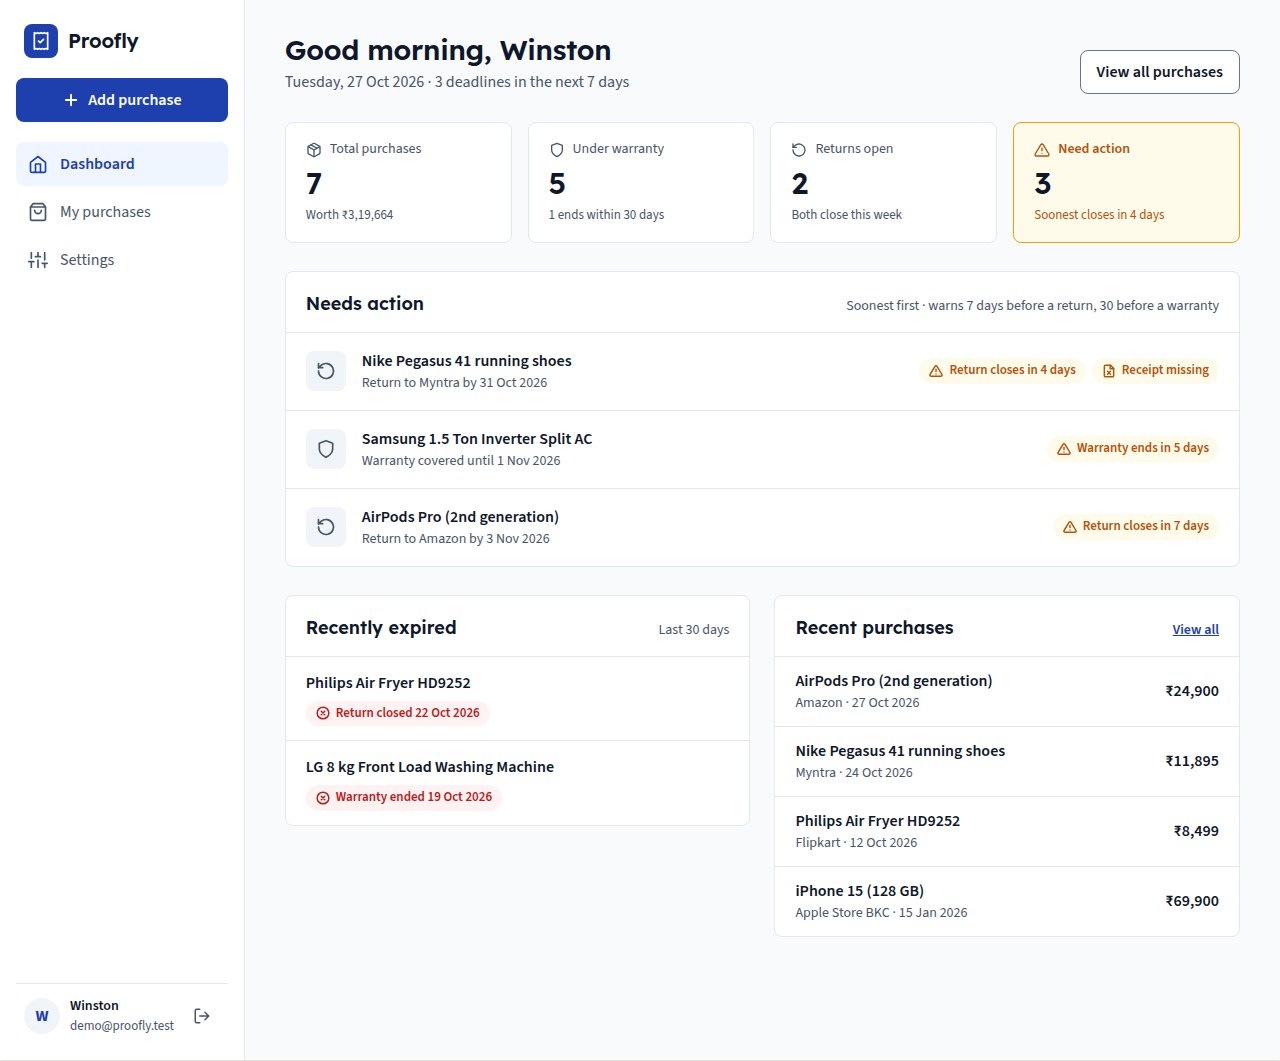 Proofly
Add purchase
Dashboard
My purchases
Settings
Winston
demo@proofly.test
W
Good morning, Winston
Tuesday, 27 Oct 2026 · 3 deadlines in the next 7 days
View all purchases
Total purchases
7
Worth ₹3,19,664
Under warranty
5
1 ends within 30 days
Returns open
2
Both close this week
Need action
3
Soonest closes in 4 days
Needs action
Soonest first · warns 7 days before a return, 30 before a warranty
Nike Pegasus 41 running shoes
Return to Myntra by 31 Oct 2026
Return closes in 4 days
Receipt missing
Samsung 1.5 Ton Inverter Split AC
Warranty covered until 1 Nov 2026
Warranty ends in 5 days
AirPods Pro (2nd generation)
Return to Amazon by 3 Nov 2026
Return closes in 7 days
Recently expired
Last 30 days
Philips Air Fryer HD9252
Return closed 22 Oct 2026
LG 8 kg Front Load Washing Machine
Warranty ended 19 Oct 2026
Recent purchases
View all
AirPods Pro (2nd generation)
Amazon · 27 Oct 2026
₹24,900
Nike Pegasus 41 running shoes
Myntra · 24 Oct 2026
₹11,895
Philips Air Fryer HD9252
Flipkart · 12 Oct 2026
₹8,499
iPhone 15 (128 GB)
Apple Store BKC · 15 Jan 2026
₹69,900